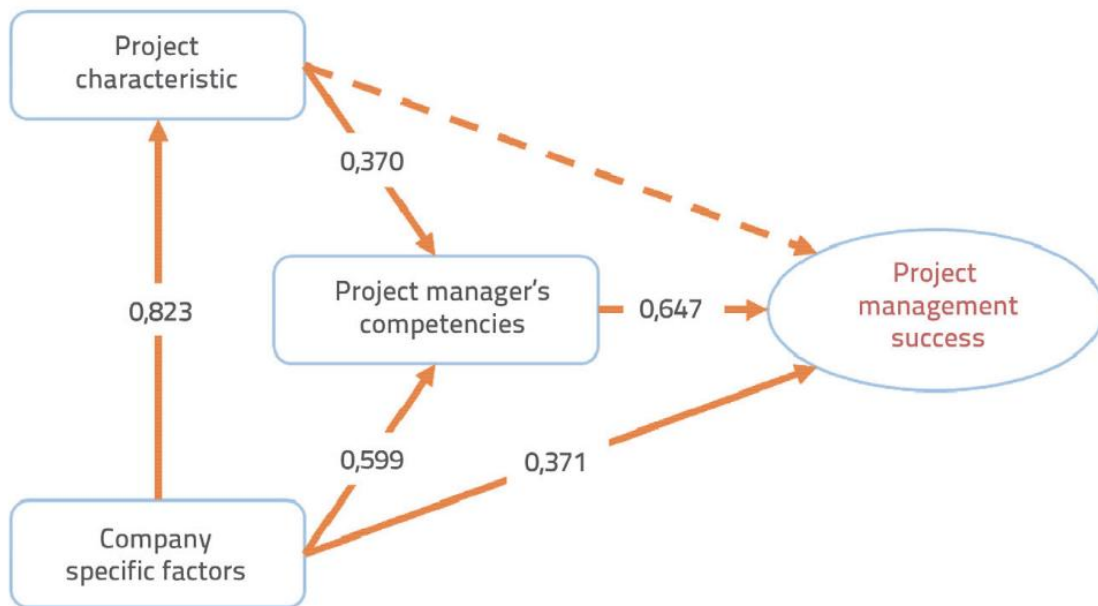 Project
characteristic
0,370
0,823
Project manager's
competencies
0,647
Project
management
success
0,599
0,371
Company
specific factors